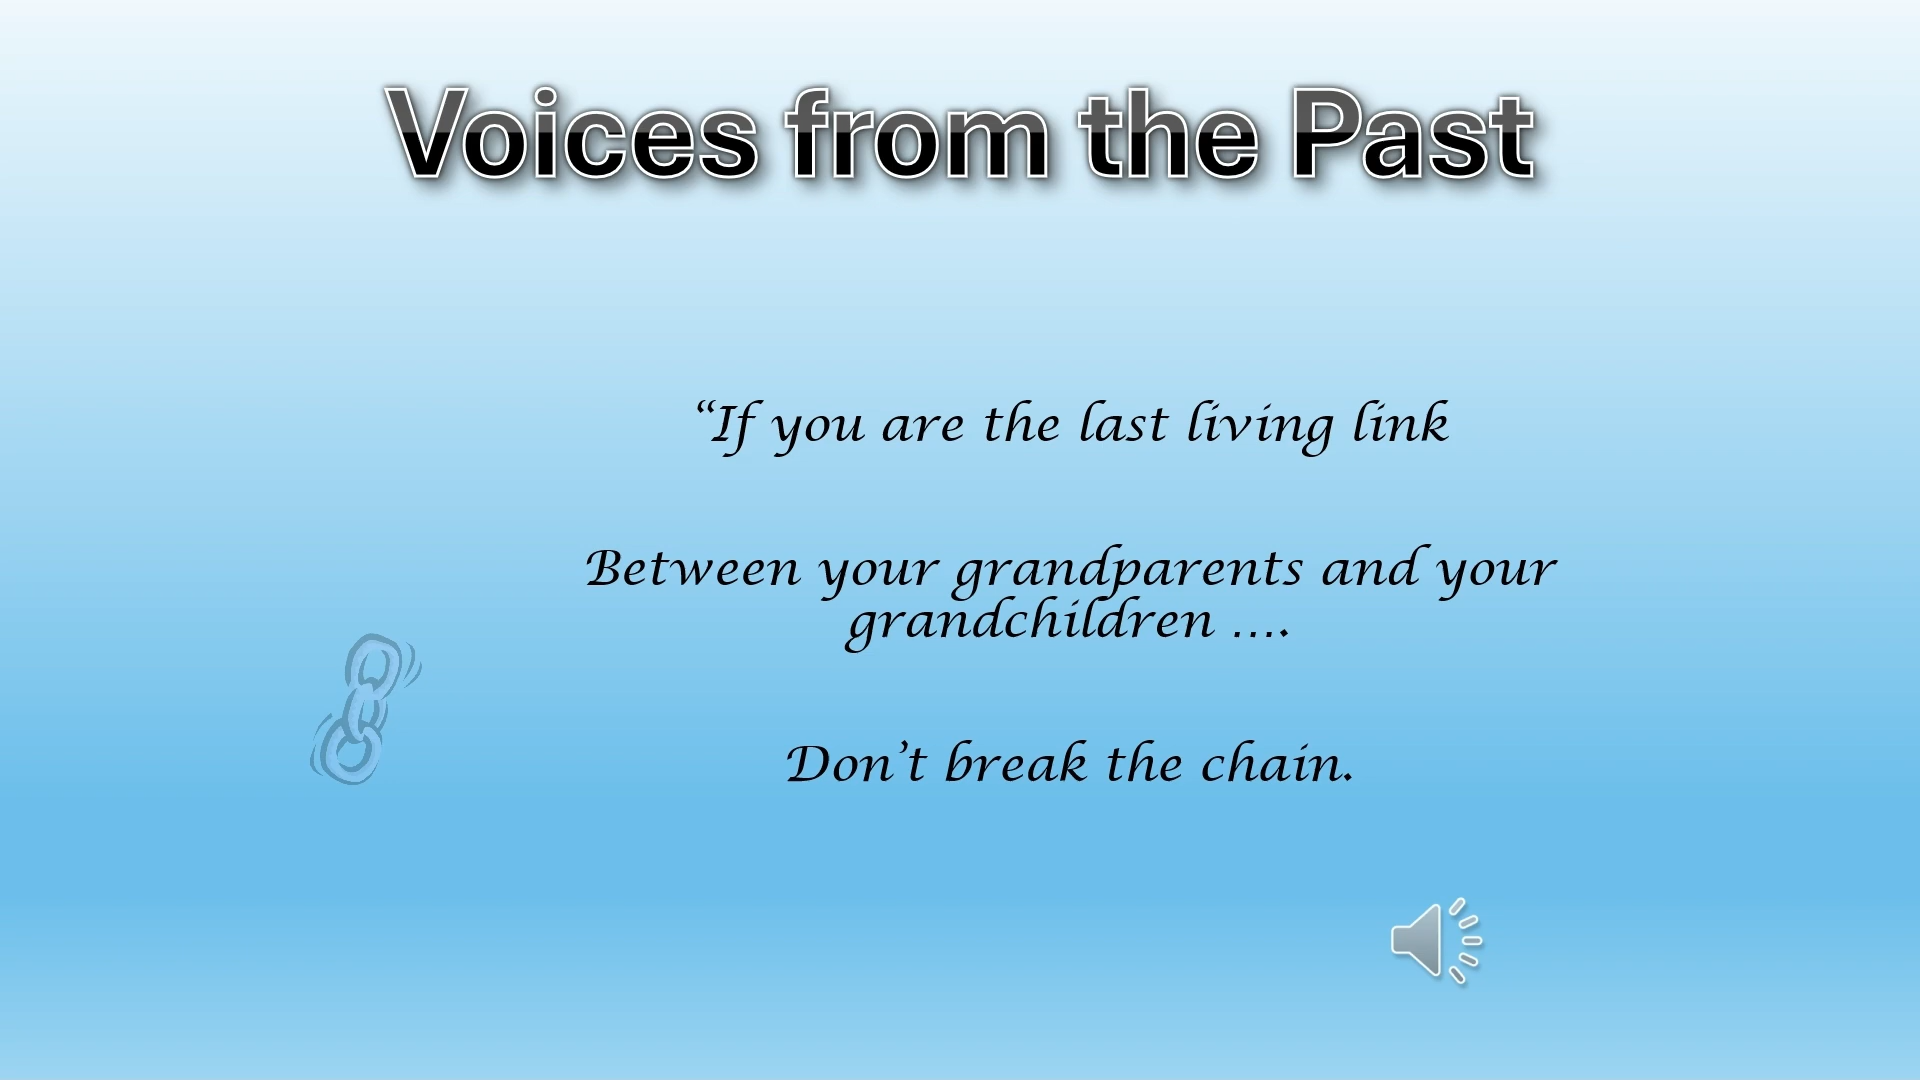 Voices from the Past
“If you are the last living link
Between your grandparents and your
grandchildren ….
Don’t break the chain.